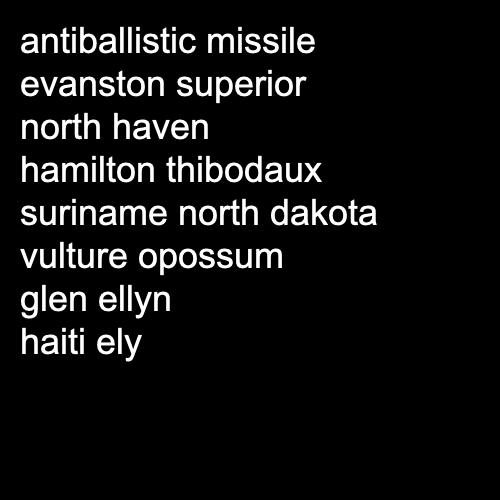 antiballistic missile
evanston superior
north haven
hamilton thibodaux
suriname north dakota
vulture opossum
glen ellyn
haiti ely